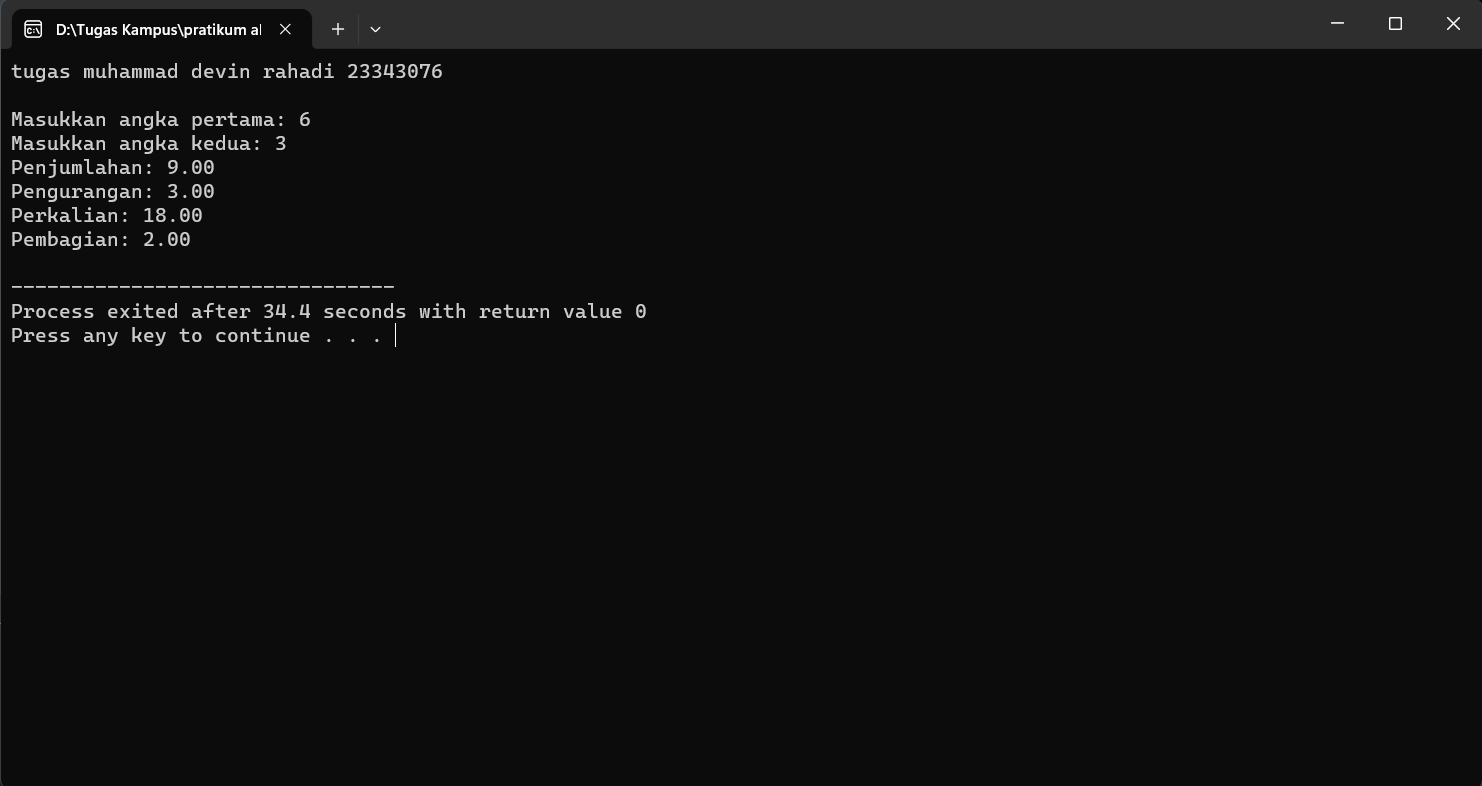 D:\Tugas Kampus\pratikum al
tugas muhammad devin rahadi 23343076
Masukkan angka pertama: 6
Masukkan angka kedua: 3
Penjumlahan: 9.00
Pengurangan: 3.00
Perkalian: 18.00
Pembagian: 2.00
--------------------------------
Process exited after 34.4 seconds with return value 0
Press any key to continue . . .